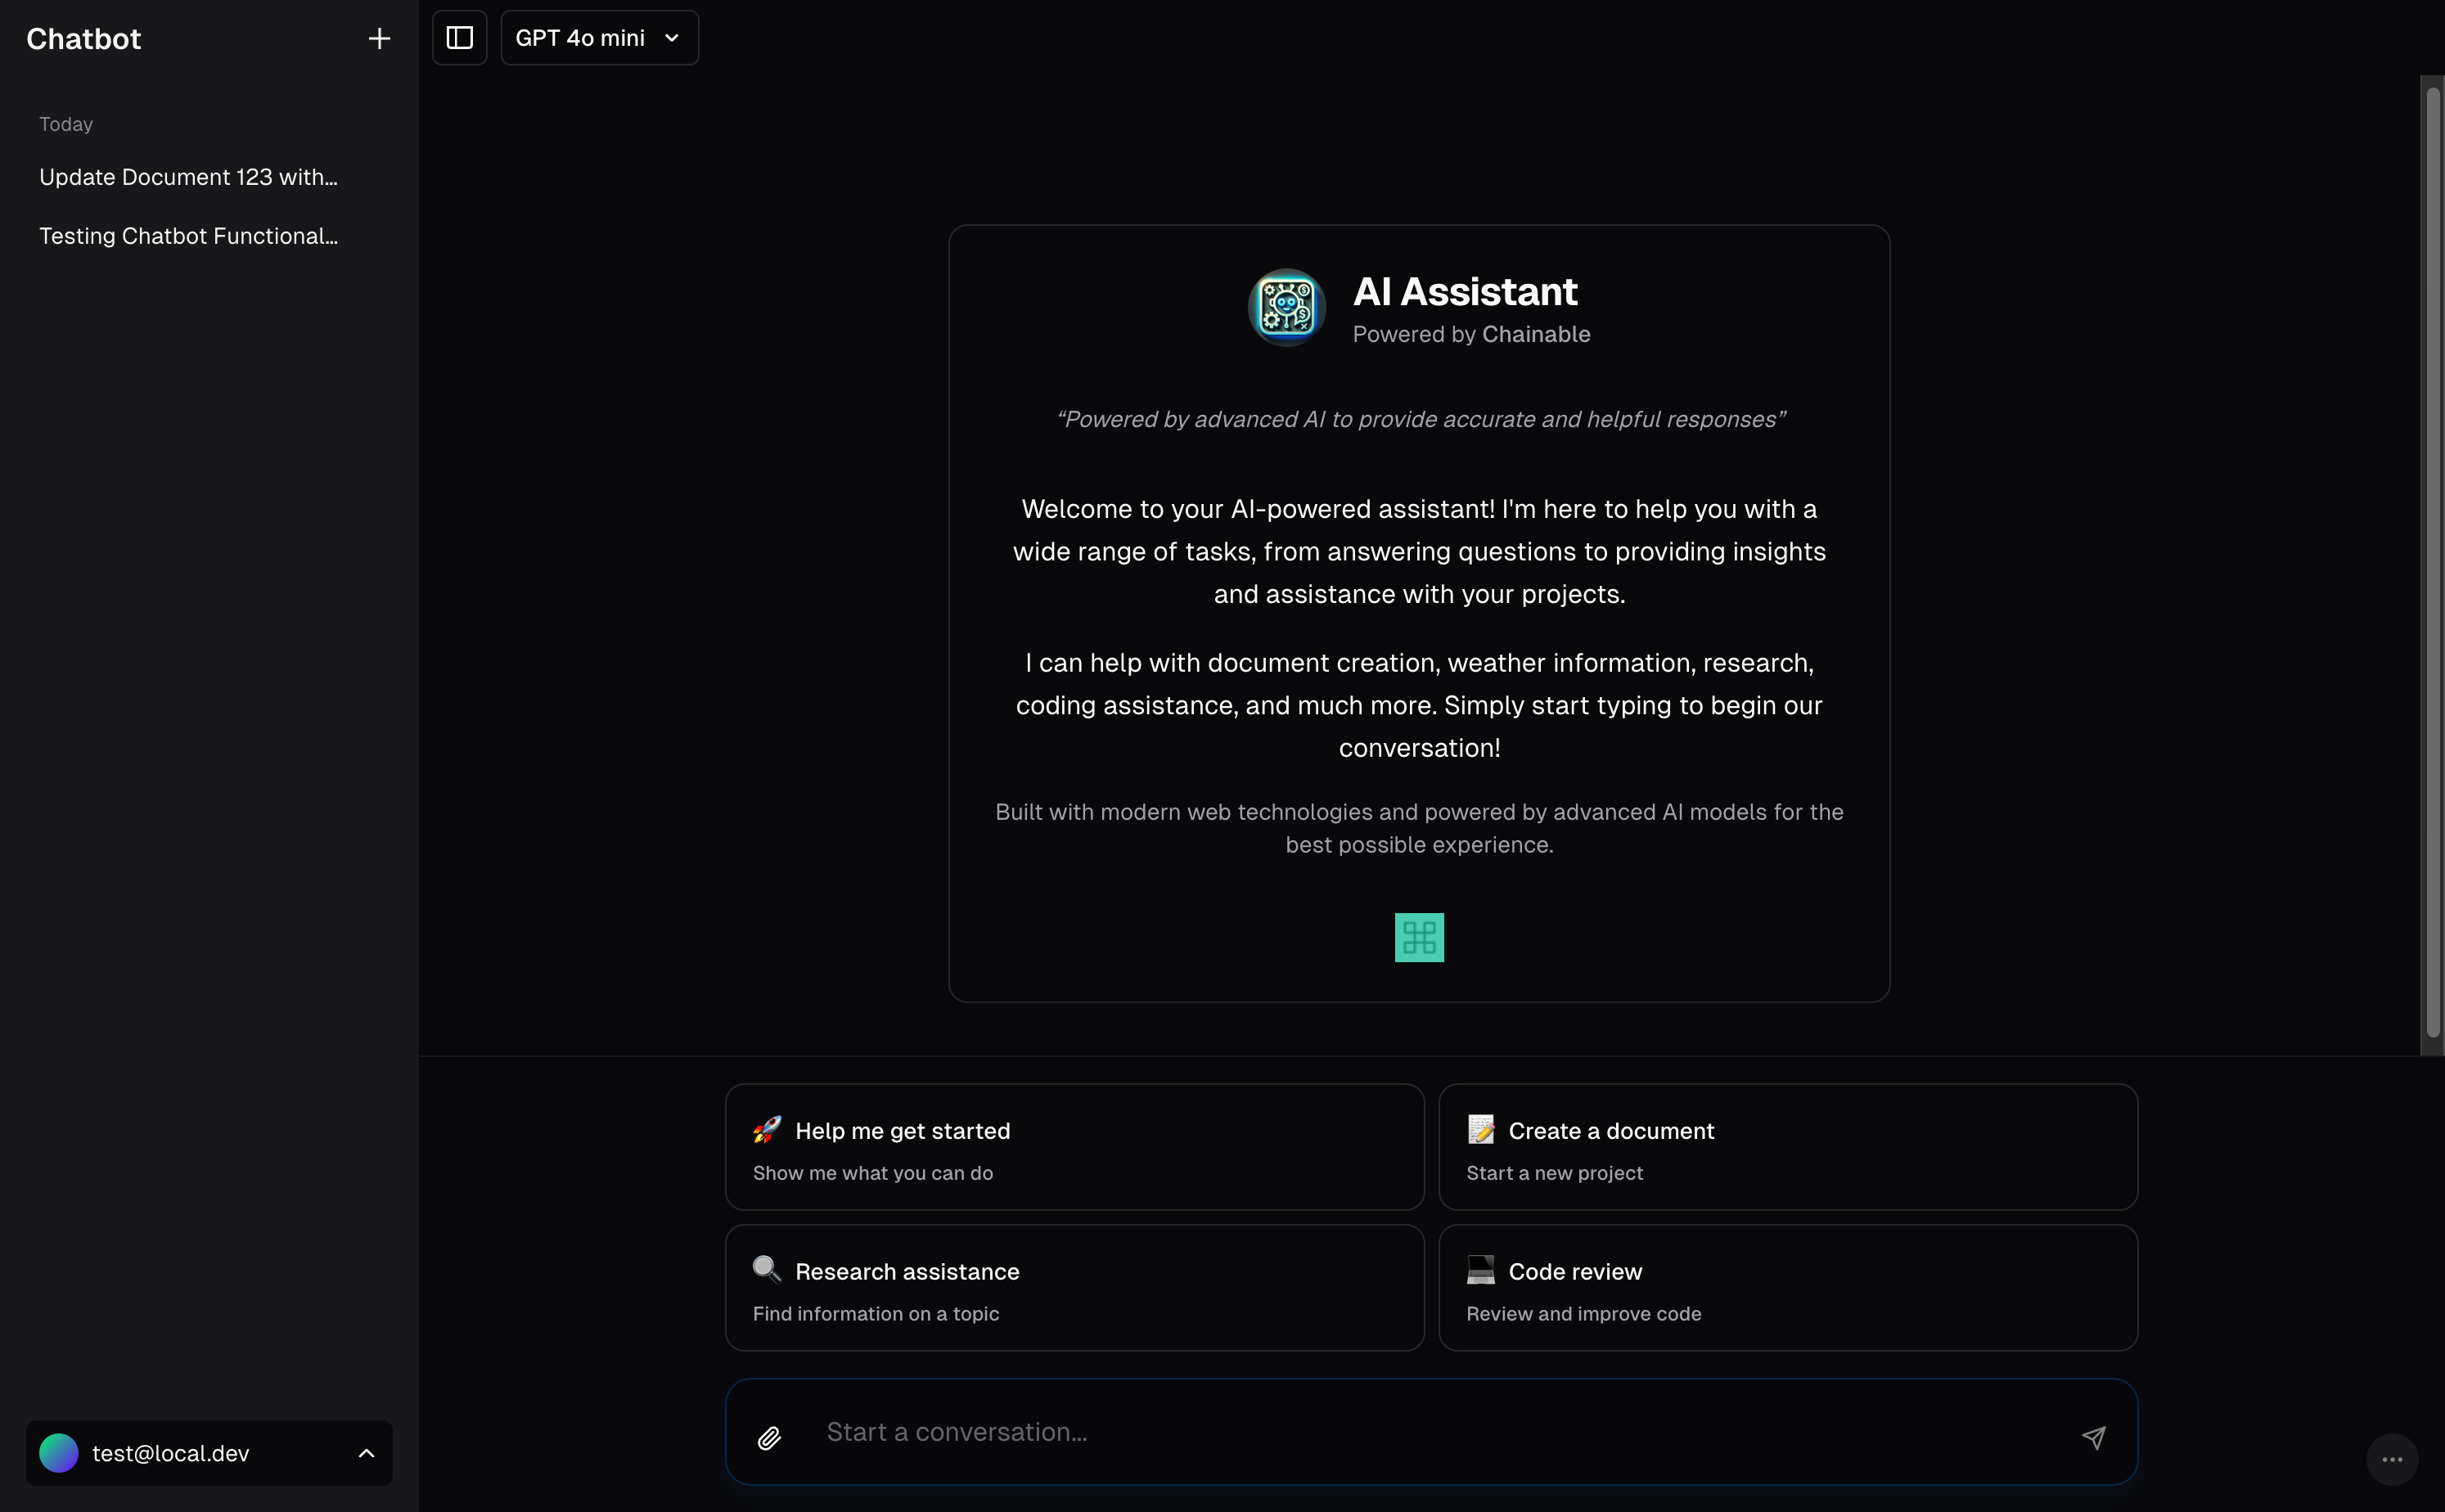 Chatbot
GPT 4o mini
Today
Update Document 123 with...
Testing Chatbot Functional...
AI Assistant
Powered by Chainable
“Powered by advanced AI to provide accurate and helpful responses”
Welcome to your AI-powered assistant! I'm here to help you with a
wide range of tasks, from answering questions to providing insights
and assistance with your projects.
I can help with document creation, weather information, research,
coding assistance, and much more. Simply start typing to begin our
conversation!
Built with modern web technologies and powered by advanced AI models for the
best possible experience.
Help me get started
Show me what you can do
Create a document
Start a new project
Research assistance
Find information on a topic
Code review
Review and improve code
Start a conversation...
test@local.dev